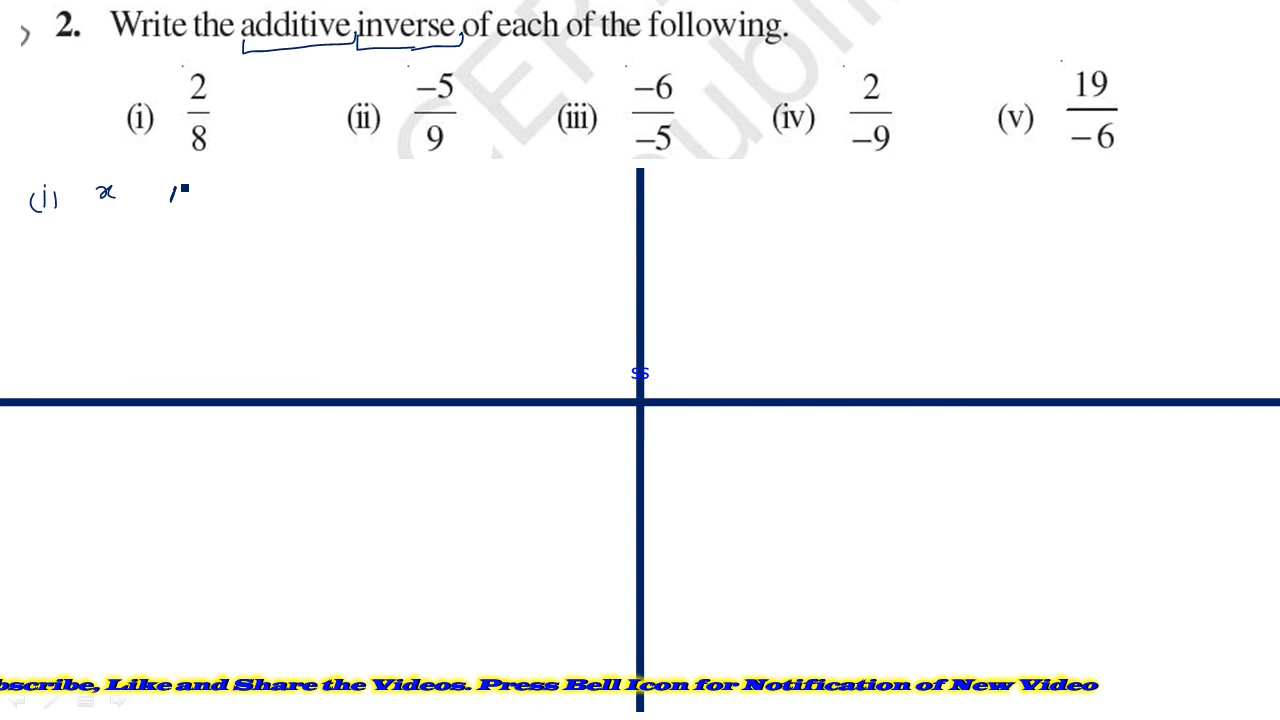 2. Write the additive inverse of each of the following.
(i) 2/8 (ii) -5/9 (iii) -6/-5 (iv) 2/-9 (v) 19/-6
(i) x
ss
bscribe, Like and Share the Videos. Press Bell Icon for Notification of New Video